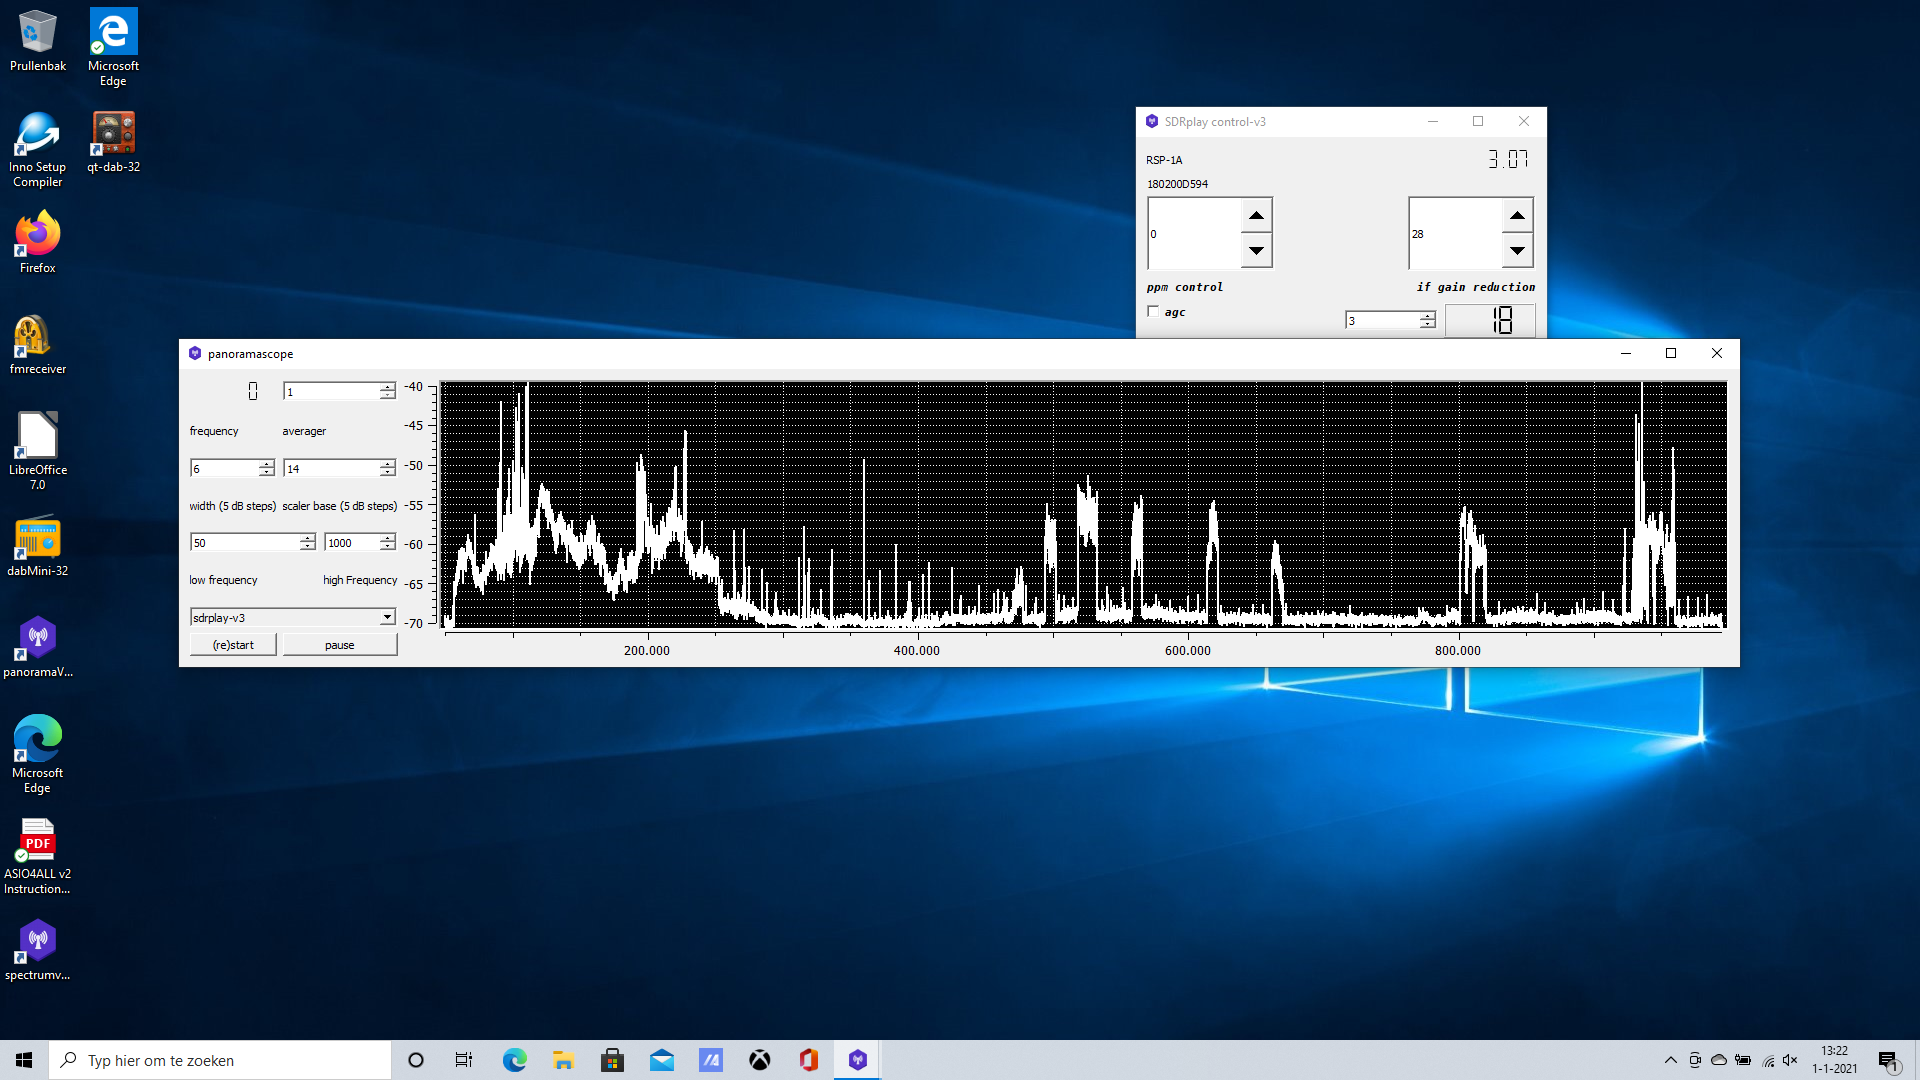 Prullenbak
Microsoft
Edge
Inno Setup
Compiler
qt-dab-32
Firefox
fmreceiver
LibreOffice
7.0
dabMini-32
panoramaV...
Microsoft
Edge
PDF
ASIO4ALL v2
Instruction...
spectrumv...
SDRplay control-v3
RSP-1A
3.07
180200D594
0
28
ppm control
if gain reduction
agc
3
18
panoramascope
0
1
frequency
averager
6
14
width (5 dB steps)
scaler base (5 dB steps)
50
1000
low frequency
high Frequency
sdrplay-v3
(re)start
pause
-40
-45
-50
-55
-60
-65
-70
200.000
400.000
600.000
800.000
Typ hier om te zoeken
13:22
1-1-2021
1